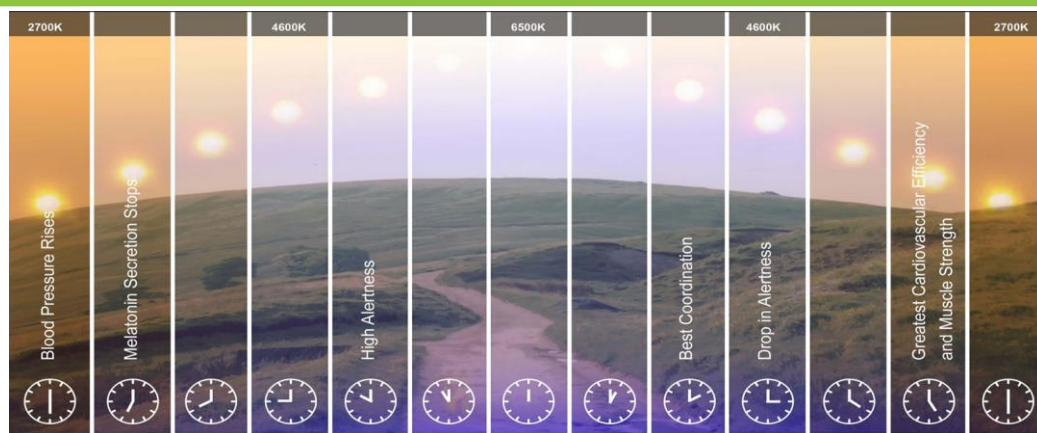 2700K
4600K
6500K
4600K
2700K
Blood Pressure Rises
Melatonin Secretion Stops
High Alertness
Best Coordination
Drop in Alertness
Greatest Cardiovascular Efficiency
and Muscle Strength